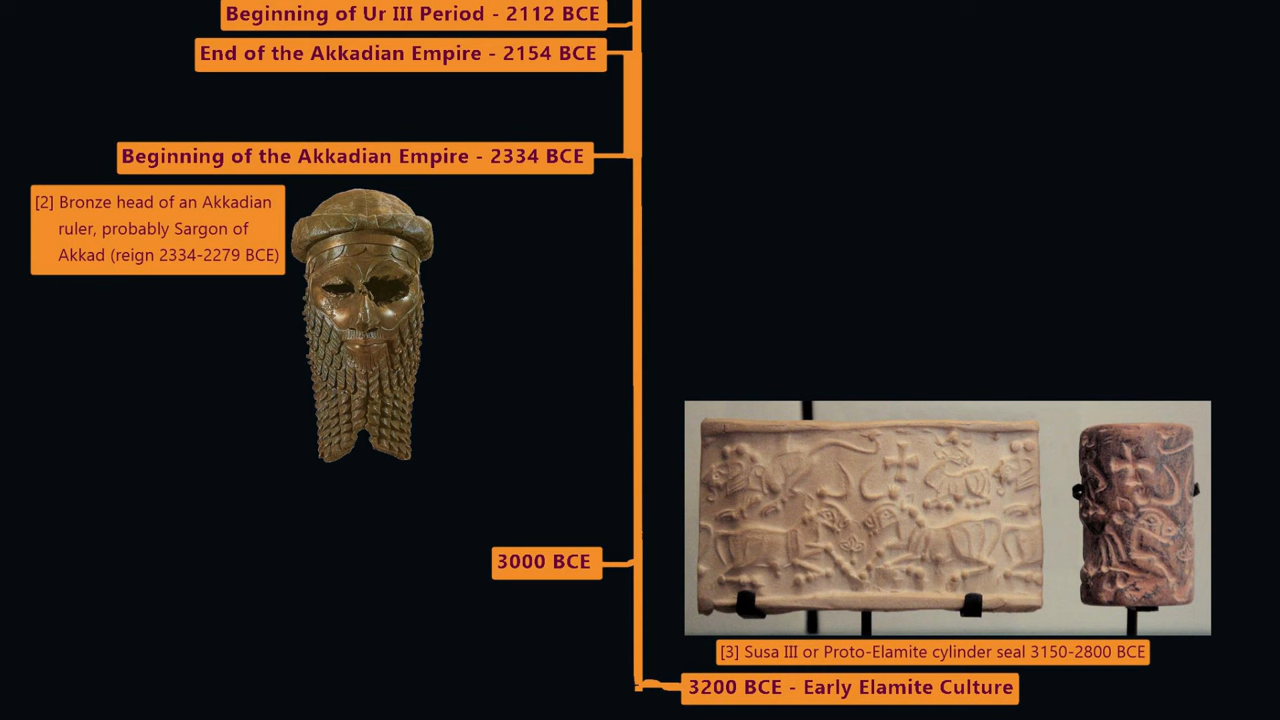 Beginning of Ur III Period - 2112 BCE
End of the Akkadian Empire - 2154 BCE
Beginning of the Akkadian Empire - 2334 BCE
[2] Bronze head of an Akkadian
ruler, probably Sargon of
Akkad (reign 2334-2279 BCE)
3000 BCE
[3] Susa III or Proto-Elamite cylinder seal 3150-2800 BCE
3200 BCE - Early Elamite Culture